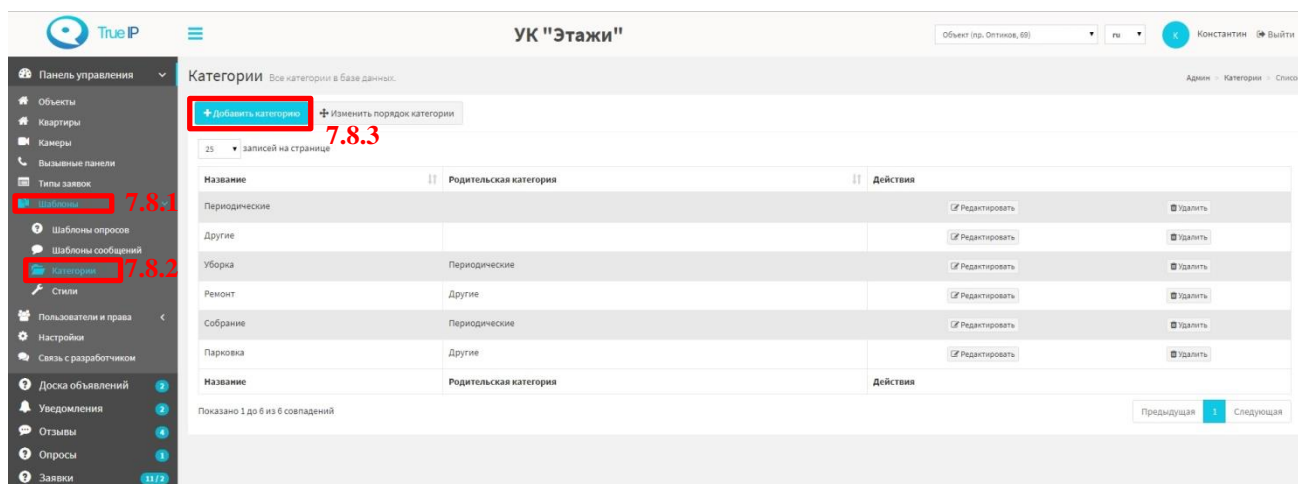 True IP
УК "Этажи"
Объект (пр. Оптиков, 69) ru К Константин Выйти
Панель управления
Объекты
Квартиры
Камеры
Вызывные панели
Типы заявок
Шаблоны 7.8.1
Шаблоны опросов
Шаблоны сообщений
Категории 7.8.2
Стили
Пользователи и права
Настройки
Связь с разработчиком
Доска объявлений 2
Уведомления 2
Отзывы 4
Опросы 1
Заявки 11/2
Категории Все категории в базе данных.
Админ > Категории > Списо
+Добавить категорию Изменить порядок категории
7.8.3
25 записей на странице
Название Родительская категория Действия
Периодические Редактировать Удалить
Другие Редактировать Удалить
Уборка Периодические Редактировать Удалить
Ремонт Другие Редактировать Удалить
Собрание Периодические Редактировать Удалить
Парковка Другие Редактировать Удалить
Название Родительская категория Действия
Показано 1 до 6 из 6 совпадений
Предыдущая 1 Следующая